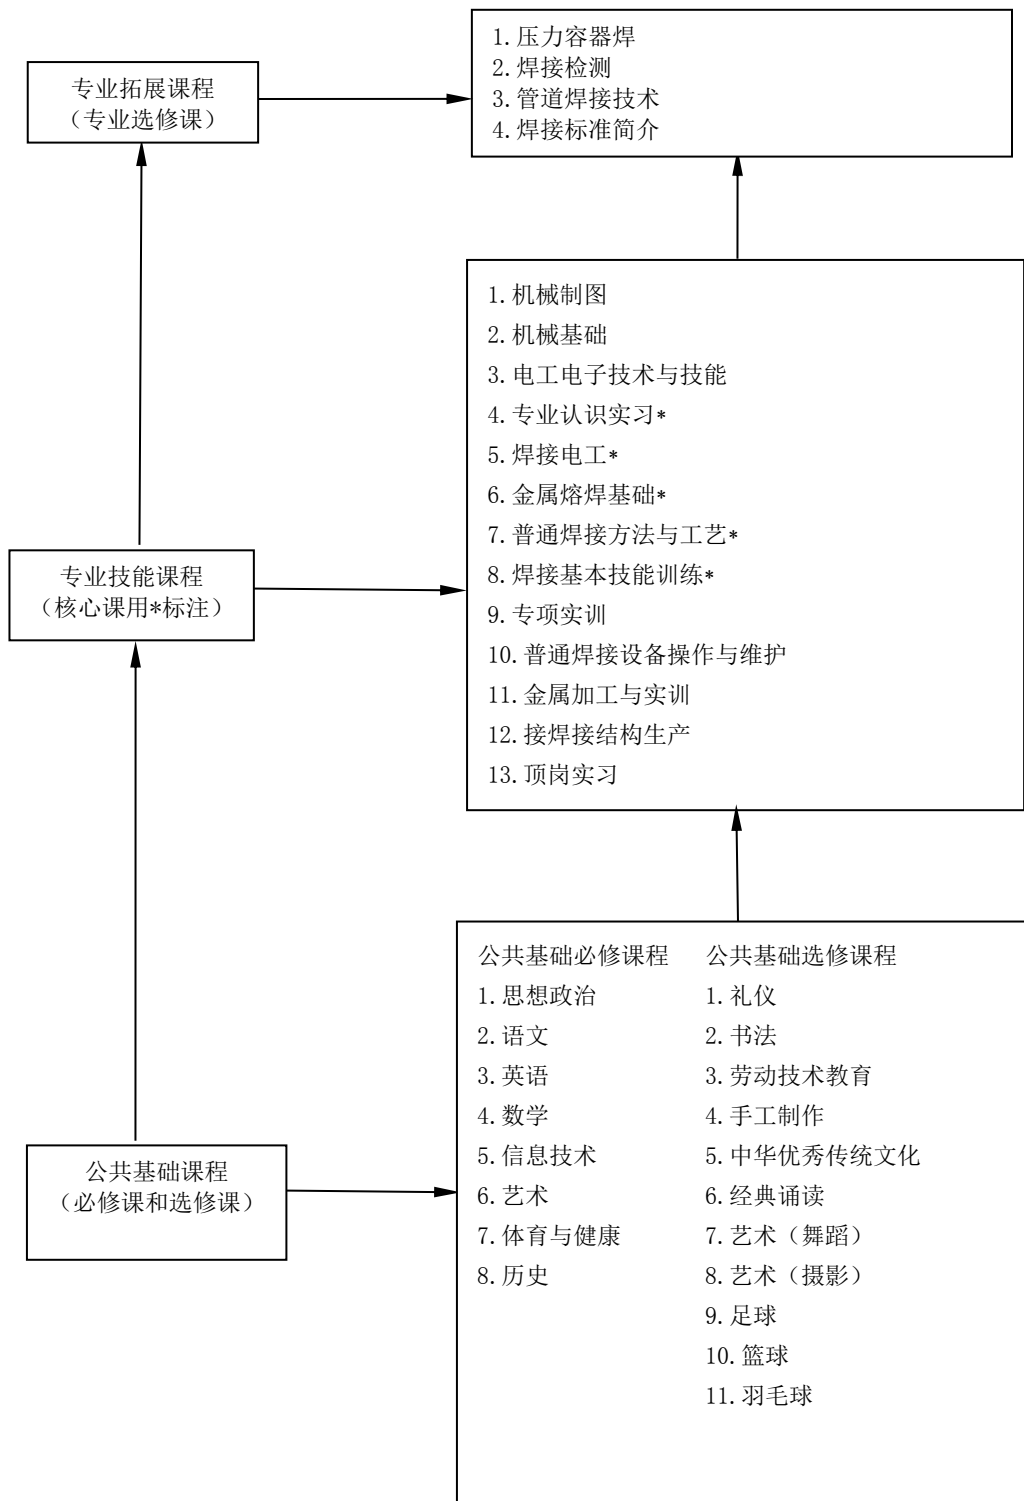 专业拓展课程
（专业选修课）
1.压力容器焊
2.焊接检测
3.管道焊接技术
4.焊接标准简介
专业技能课程
（核心课用*标注）
1.机械制图
2.机械基础
3.电工电子技术与技能
4.专业认识实习*
5.焊接电工*
6.金属熔焊基础*
7.普通焊接方法与工艺*
8.焊接基本技能训练*
9.专项实训
10.普通焊接设备操作与维护
11.金属加工与实训
12.接焊接结构生产
13.顶岗实习
公共基础课程
（必修课和选修课）
公共基础必修课程
1.思想政治
2.语文
3.英语
4.数学
5.信息技术
6.艺术
7.体育与健康
8.历史
公共基础选修课程
1.礼仪
2.书法
3.劳动技术教育
4.手工制作
5.中华优秀传统文化
6.经典诵读
7.艺术（舞蹈）
8.艺术（摄影）
9.足球
10.篮球
11.羽毛球